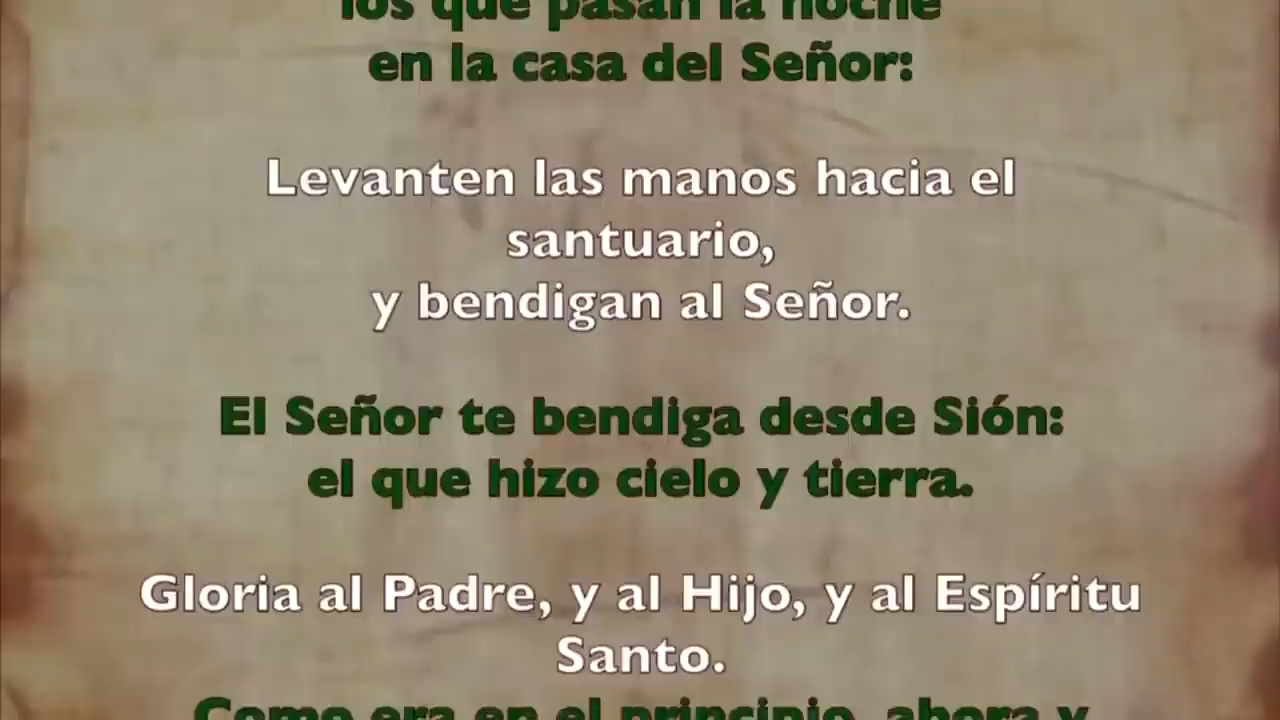 los que pasan la noche
en la casa del Señor:
Levanten las manos hacia el
santuario,
y bendigan al Señor.
El Señor te bendiga desde Sión:
el que hizo cielo y tierra.
Gloria al Padre, y al Hijo, y al Espíritu
Santo.
Como era en el principio, ahora y